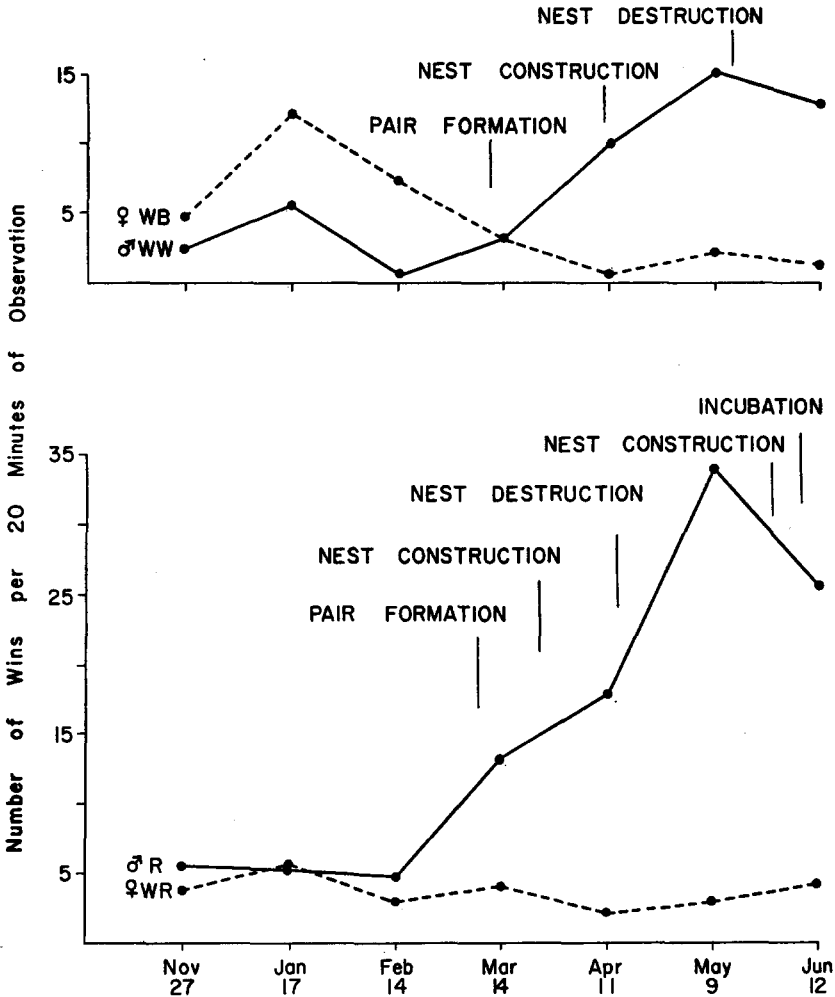 NEST DESTRUCTION
15
NEST CONSTRUCTION
PAIR FORMATION
5
♀ WB
♂ WW
Number of Wins per 20 Minutes of Observation
INCUBATION
35
NEST CONSTRUCTION
NEST DESTRUCTION
NEST CONSTRUCTION
25
PAIR FORMATION
15
5
♂ R
♀ WR
Nov Jan Feb Mar Apr May Jun
27 17 14 14 11 9 12